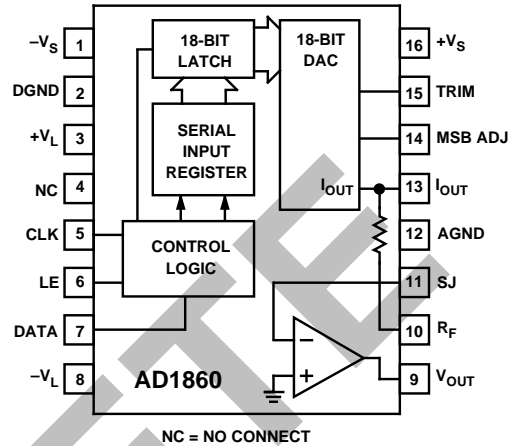 –VS 1
DGND 2
+VL 3
NC 4
CLK 5
LE 6
DATA 7
–VL 8
18-BIT
LATCH
SERIAL
INPUT
REGISTER
CONTROL
LOGIC
18-BIT
DAC
IOUT
–
+
AD1860
16 +VS
15 TRIM
14 MSB ADJ
13 IOUT
12 AGND
11 SJ
10 RF
9 VOUT
NC = NO CONNECT